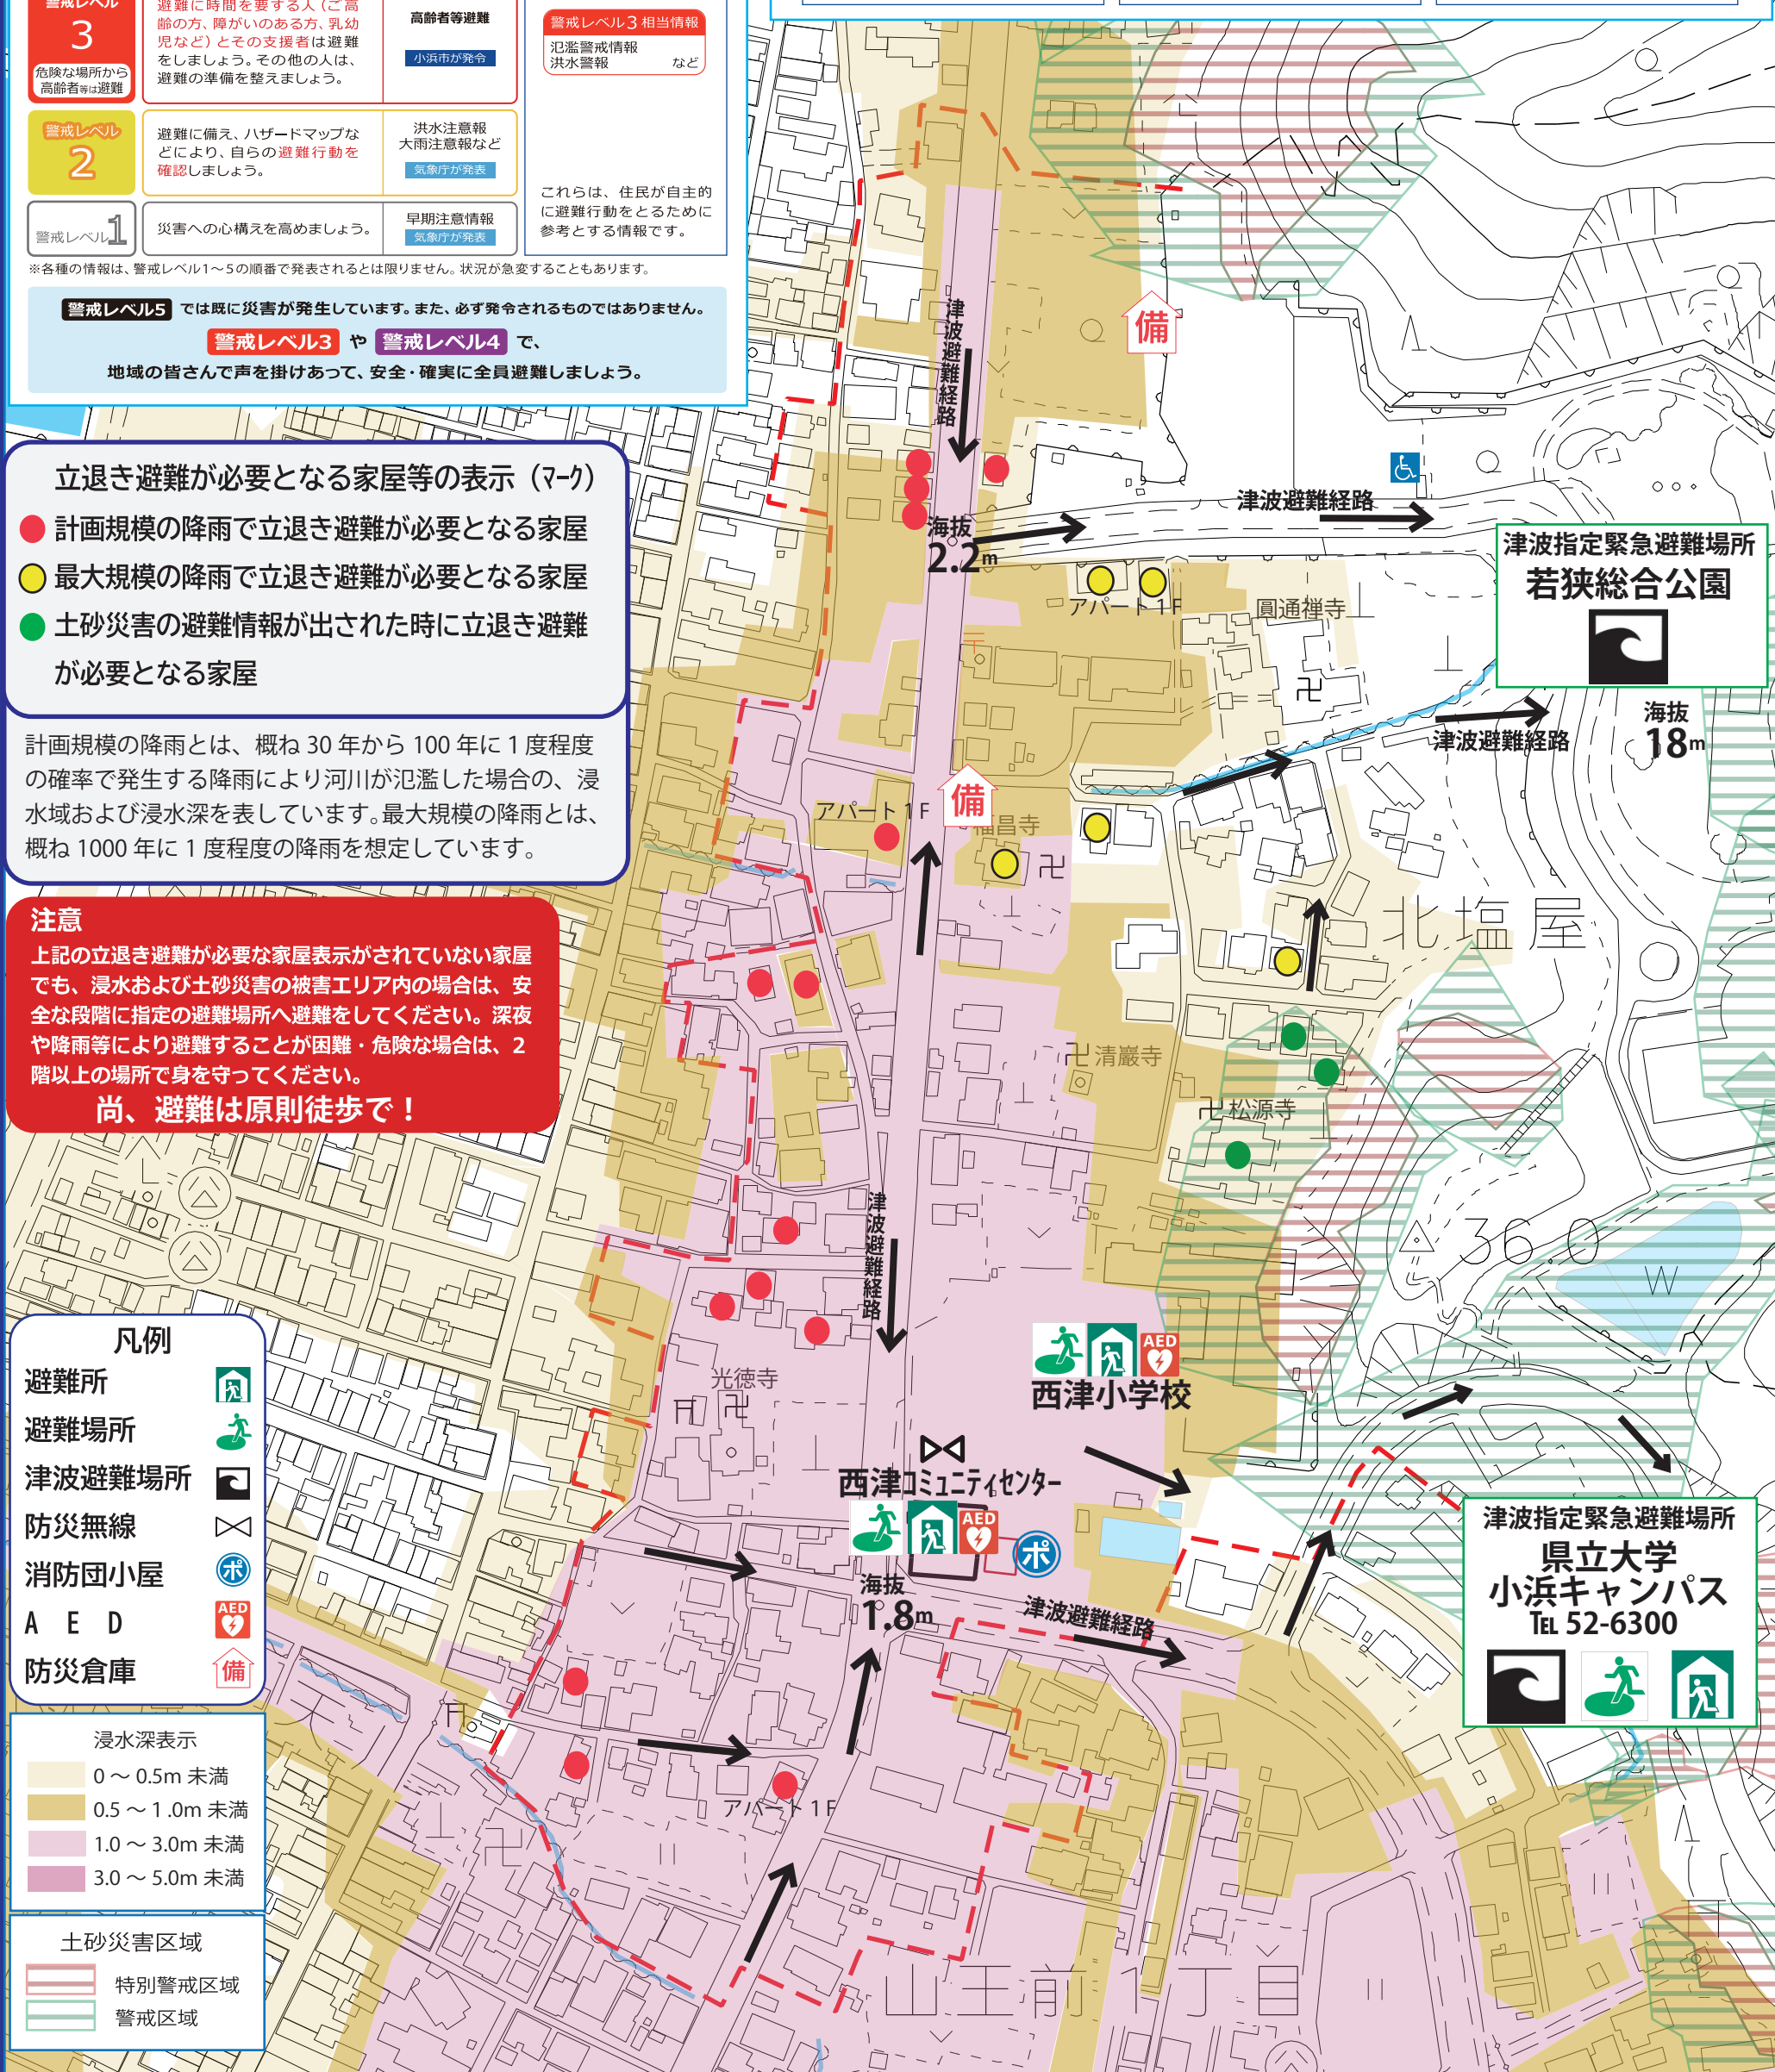 警戒レベル
3
危険な場所から
高齢者等は避難
避難に時間を要する人（ご高
齢の方、障がいのある方、乳幼
児など）とその支援者は避難
をしましょう。その他の人は、
避難の準備を整えましょう。
高齢者等避難
小浜市が発令
警戒レベル3相当情報
氾濫警戒情報
洪水警報　など
警戒レベル
2
避難に備え、ハザードマップな
どにより、自らの避難行動を
確認しましょう。
洪水注意報
大雨注意報など
気象庁が発表
警戒レベル1
災害への心構えを高めましょう。
早期注意情報
気象庁が発表
これらは、住民が自主的
に避難行動をとるために
参考とする情報です。
※各種の情報は、警戒レベル1～5の順番で発表されるとは限りません。状況が急変することもあります。
警戒レベル5 では既に災害が発生しています。また、必ず発令されるものではありません。
警戒レベル3 や 警戒レベル4 で、
地域の皆さんで声を掛けあって、安全・確実に全員避難しましょう。
立退き避難が必要となる家屋等の表示（ﾏｰｸ）
計画規模の降雨で立退き避難が必要となる家屋
最大規模の降雨で立退き避難が必要となる家屋
土砂災害の避難情報が出された時に立退き避難
が必要となる家屋
計画規模の降雨とは、概ね 30 年から 100 年に 1 度程度
の確率で発生する降雨により河川が氾濫した場合の、浸
水域および浸水深を表しています。最大規模の降雨とは、
概ね 1000 年に 1 度程度の降雨を想定しています。
注意
上記の立退き避難が必要な家屋表示がされていない家屋
でも、浸水および土砂災害の被害エリア内の場合は、安
全な段階に指定の避難場所へ避難をしてください。深夜
や降雨等により避難することが困難・危険な場合は、2
階以上の場所で身を守ってください。
尚、避難は原則徒歩で！
凡例
避難所
避難場所
津波避難場所
防災無線
消防団小屋
ポ
ＡＥＤ
AED
防災倉庫
備
浸水深表示
0 ～ 0.5m 未満
0.5 ～ 1.0m 未満
1.0 ～ 3.0m 未満
3.0 ～ 5.0m 未満
土砂災害区域
特別警戒区域
警戒区域
津波避難経路
備
海抜
2.2m
津波避難経路
津波指定緊急避難場所
若狭総合公園
アパート1F
圓通禅寺
海抜
18m
津波避難経路
アパート1F
備
福昌寺
北塩屋
清巖寺
松源寺
36.0
W
津波避難経路
光徳寺
AED
西津小学校
西津コミュニティセンター
AED
ポ
海抜
1.8m
津波避難経路
津波指定緊急避難場所
県立大学
小浜キャンパス
℡ 52-6300
アパート1F
山王前1丁目